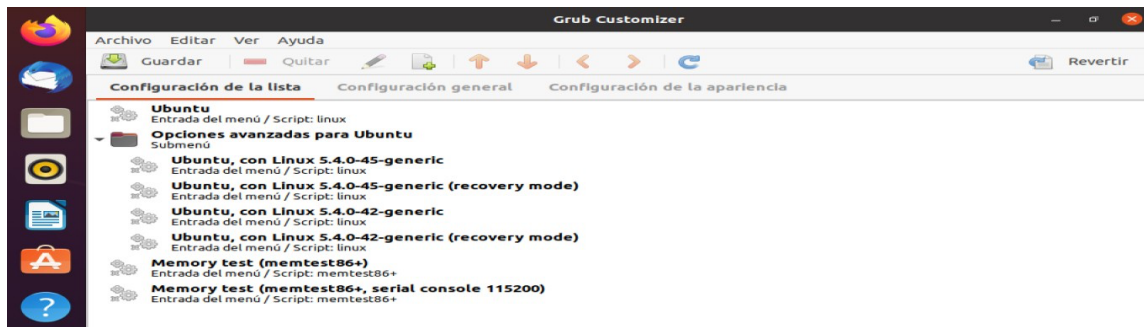 Grub Customizer
Archivo Editar Ver Ayuda
Guardar Quitar Revertir
Configuración de la lista Configuración general Configuración de la apariencia
Ubuntu
Entrada del menú / Script: linux
Opciones avanzadas para Ubuntu
Submenú
Ubuntu, con Linux 5.4.0-45-generic
Entrada del menú / Script: linux
Ubuntu, con Linux 5.4.0-45-generic (recovery mode)
Entrada del menú / Script: linux
Ubuntu, con Linux 5.4.0-42-generic
Entrada del menú / Script: linux
Ubuntu, con Linux 5.4.0-42-generic (recovery mode)
Entrada del menú / Script: linux
Memory test (memtest86+)
Entrada del menú / Script: memtest86+
Memory test (memtest86+, serial console 115200)
Entrada del menú / Script: memtest86+